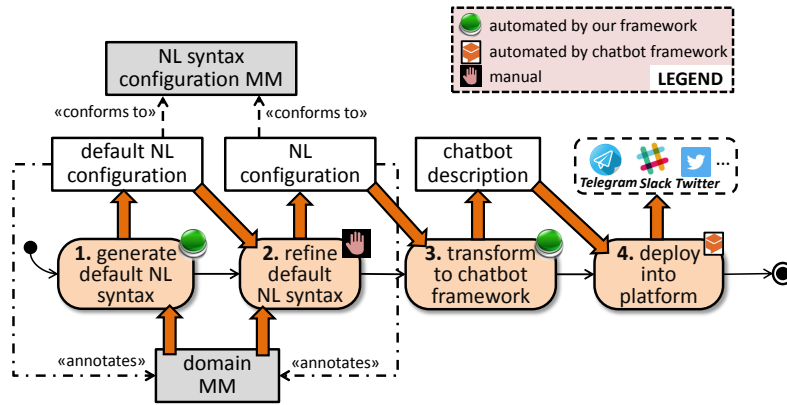 NL syntax
configuration MM
automated by our framework
automated by chatbot framework
manual
LEGEND
«conforms to»
«conforms to»
default NL
configuration
NL
configuration
chatbot
description
Telegram Slack Twitter ...
1. generate
default NL
syntax
2. refine
default
NL syntax
3. transform
to chatbot
framework
4. deploy
into
platform
«annotates»
domain
MM
«annotates»